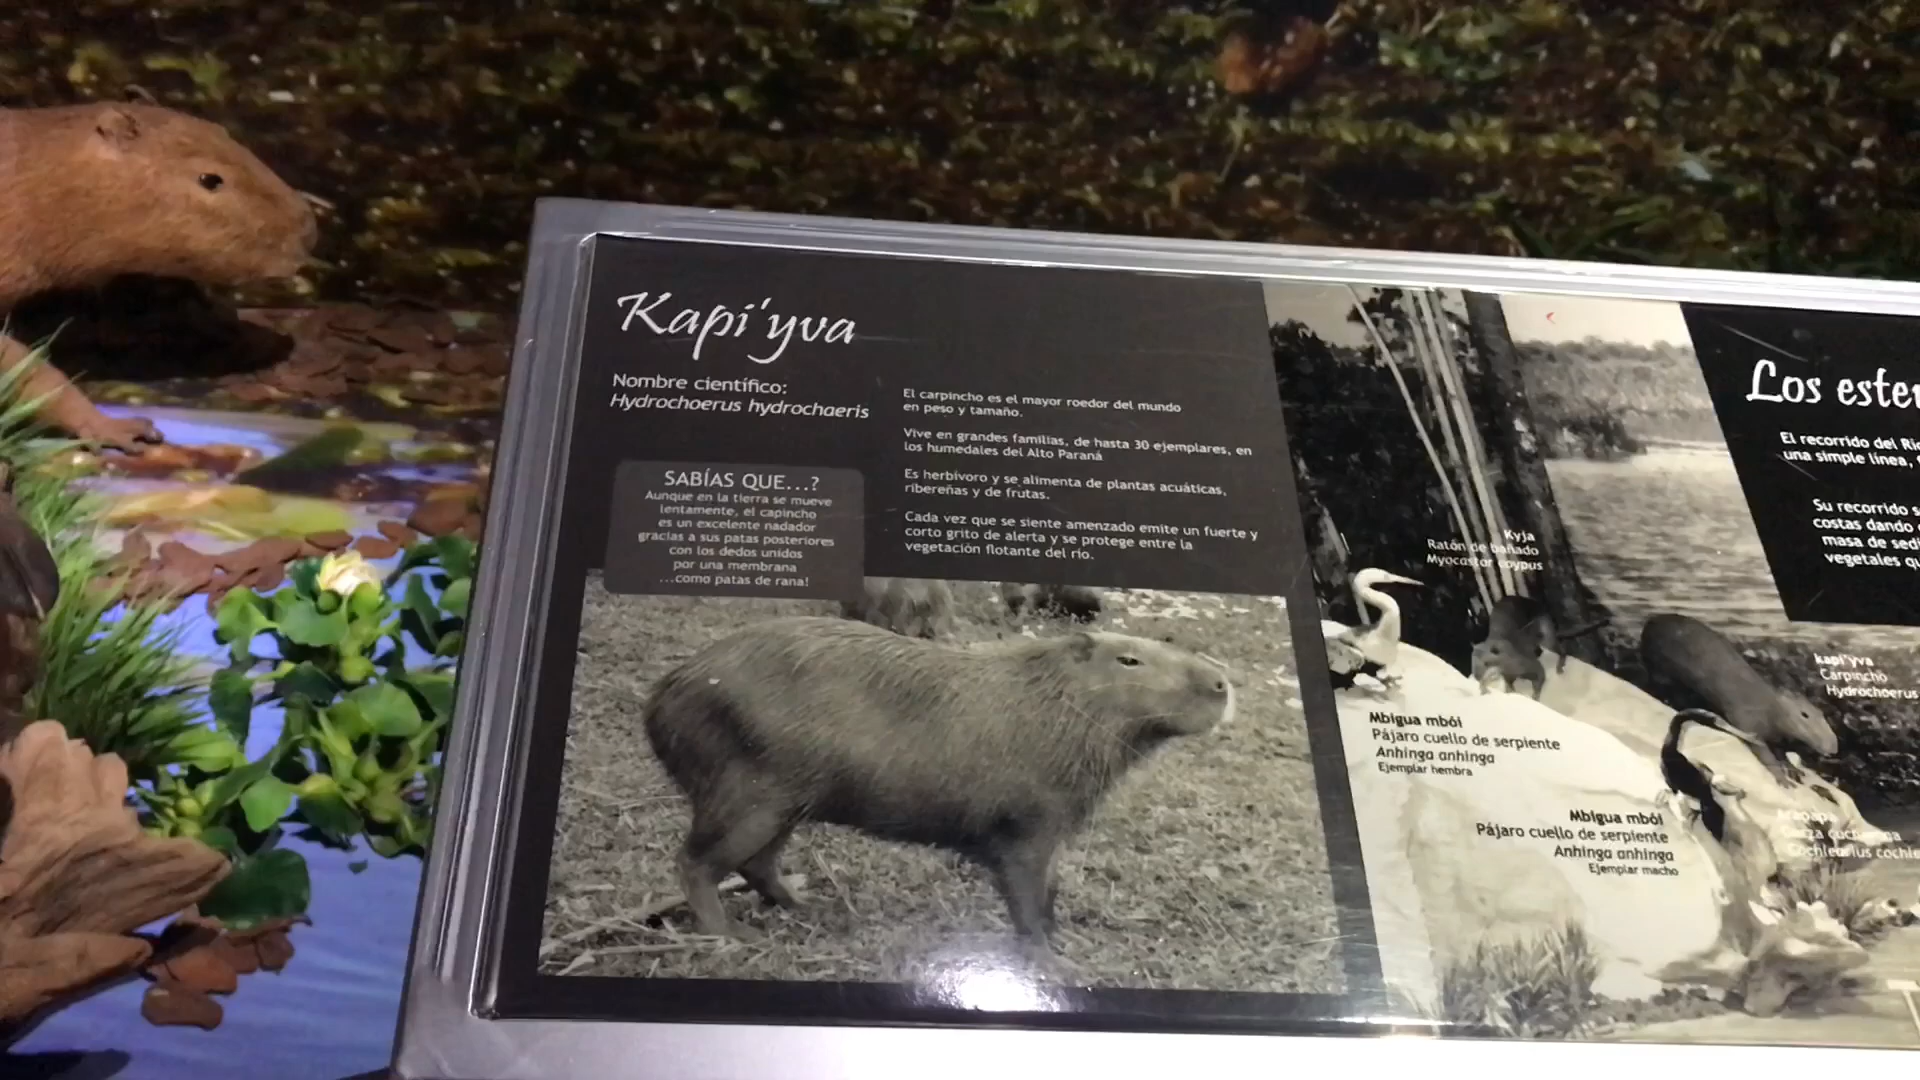 Kapi'yva
Nombre científico:
Hydrochoerus hydrochaeris
SABÍAS QUE...?
Aunque en la tierra se mueve
lentamente, el capincho
es un excelente nadador
gracias a sus patas posteriores
con los dedos unidos
por una membrana
...como patas de rana!
El carpincho es el mayor roedor del mundo
en peso y tamaño.
Vive en grandes familias, de hasta 30 ejemplares, en
los humedales del Alto Paraná
Es herbívoro y se alimenta de plantas acuáticas,
ribereñas y de frutas.
Cada vez que se siente amenzado emite un fuerte y
corto grito de alerta y se protege entre la
vegetación flotante del río.
Kyja
Ratón de bañado
Myocastor coypus
Mbigua mbói
Pájaro cuello de serpiente
Anhinga anhinga
Ejemplar hembra
Mbigua mbói
Pájaro cuello de serpiente
Anhinga anhinga
Ejemplar macho
kapi'yva
Carpincho
Hydrochoerus
Garza cucharona
Cochlearius cochle
Los ester
El recorrido del Río
una simple línea,
Su recorrido s
costas dando
masa de sedi
vegetales qu